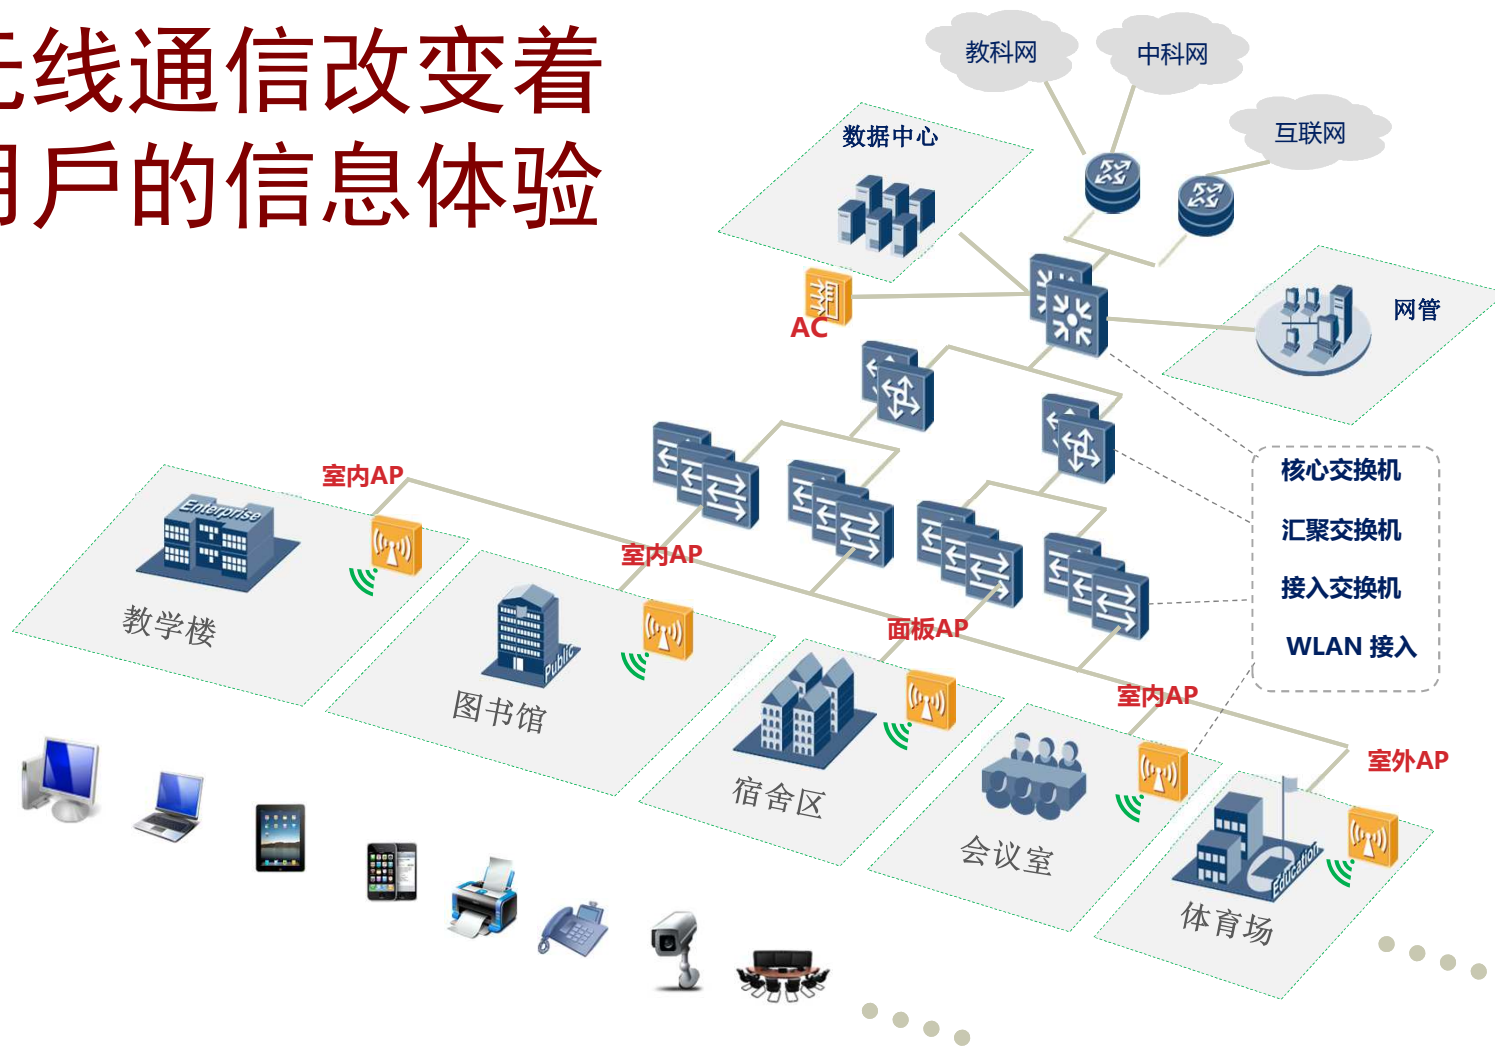 无线通信改变着
用戶的信息体验
教科网
中科网
互联网
数据中心
网管
AC
室内AP
室内AP
面板AP
室内AP
室外AP
核心交换机
汇聚交换机
接入交换机
WLAN 接入
Enterprise
教学楼
Public
图书馆
宿舍区
会议室
Education
体育场